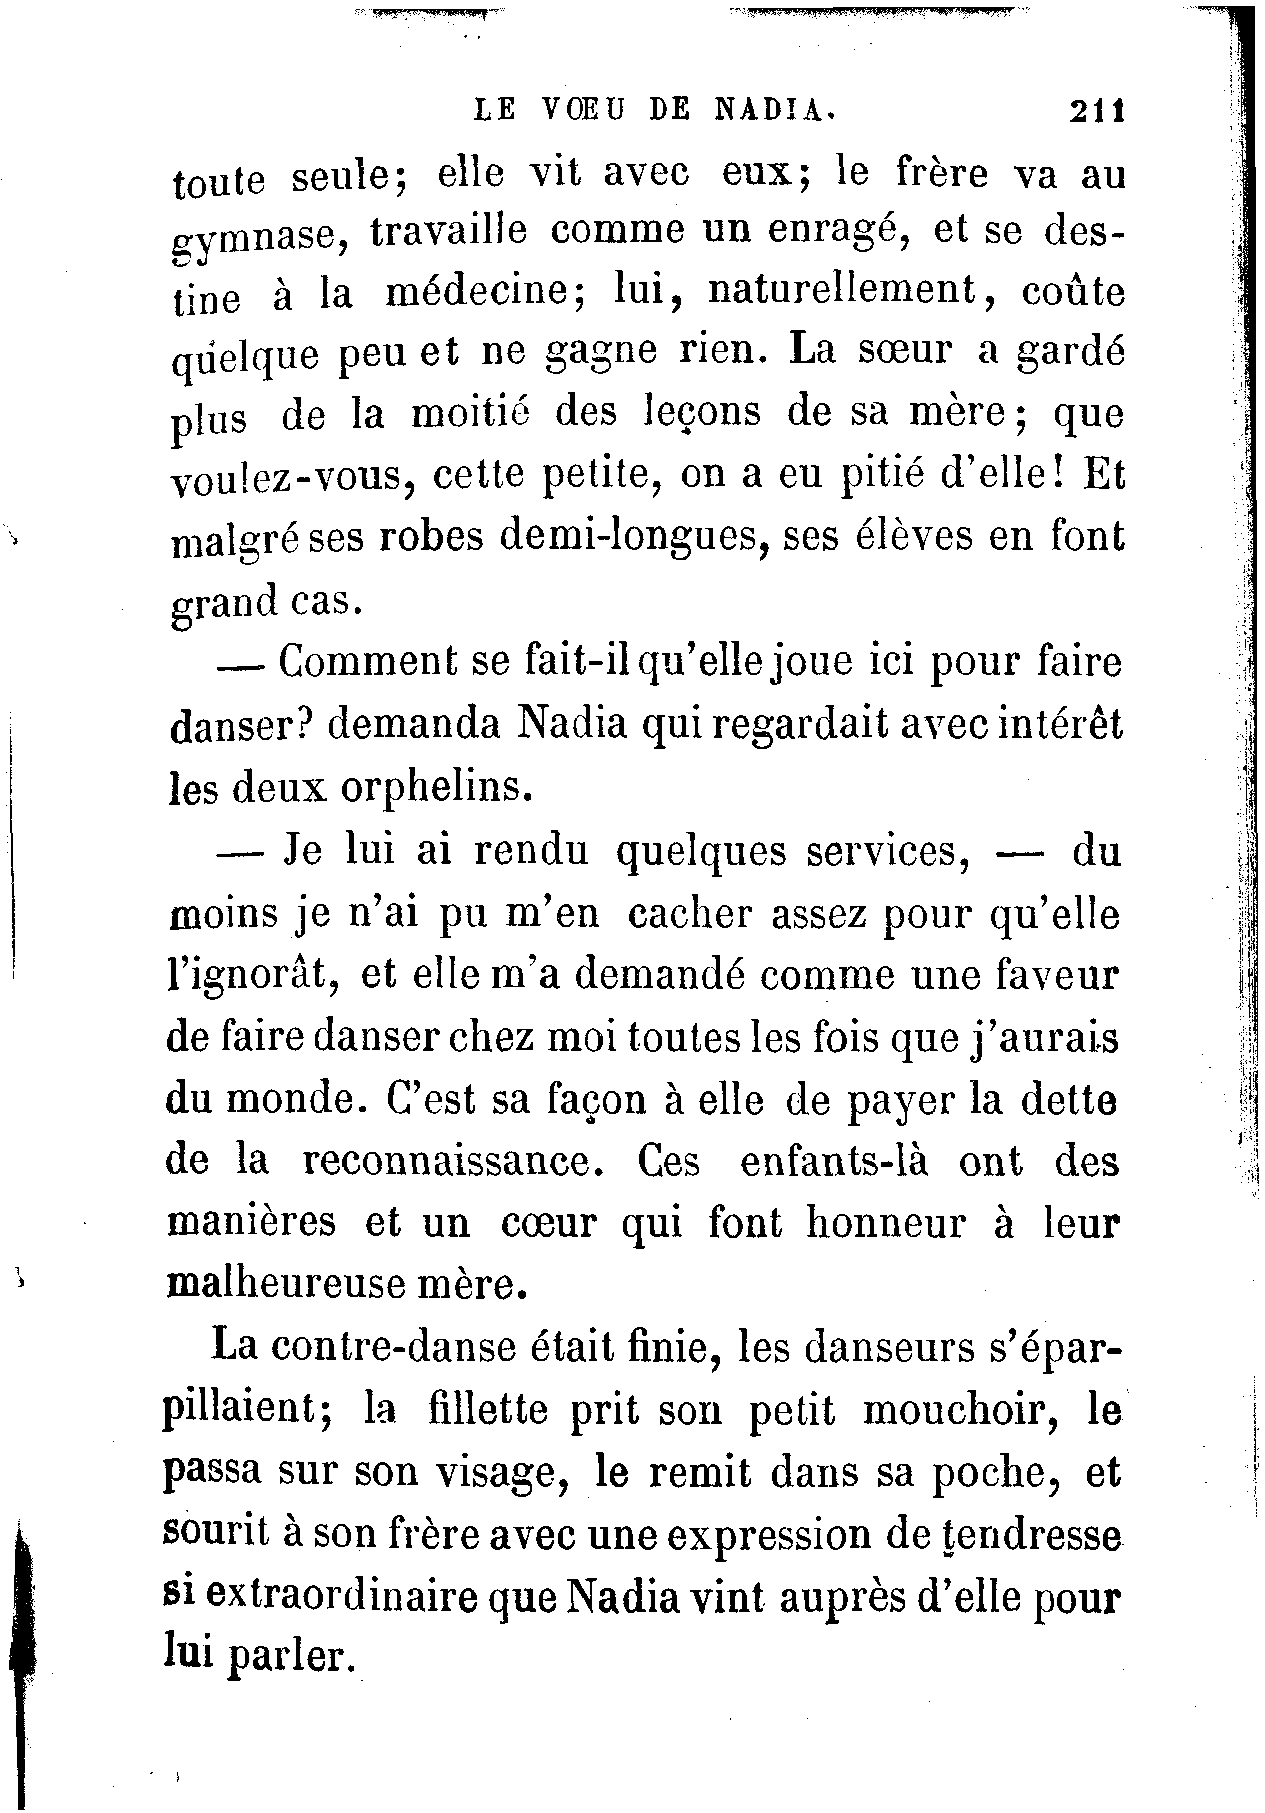 LE VŒU DE NADIA. 211
toute seule; elle vit avec eux; le frère va au
gymnase, travaille comme un enragé, et se des-
tine à la médecine; lui, naturellement, coûte
quelque peu et ne gagne rien. La sœur a gardé
plus de la moitié des leçons de sa mère; que
voulez-vous, cette petite, on a eu pitié d'elle! Et
malgré ses robes demi-longues, ses élèves en font
grand cas.
— Comment se fait-il qu'elle joue ici pour faire
danser? demanda Nadia qui regardait avec intérêt
les deux orphelins.
— Je lui ai rendu quelques services, — du
moins je n'ai pu m'en cacher assez pour qu'elle
l'ignorât, et elle m'a demandé comme une faveur
de faire danser chez moi toutes les fois que j'aurais
du monde. C'est sa façon à elle de payer la dette
de la reconnaissance. Ces enfants-là ont des
manières et un cœur qui font honneur à leur
malheureuse mère.
La contre-danse était finie, les danseurs s'épar-
pillaient; la fillette prit son petit mouchoir, le
passa sur son visage, le remit dans sa poche, et
sourit à son frère avec une expression de tendresse
si extraordinaire que Nadia vint auprès d'elle pour
lui parler.